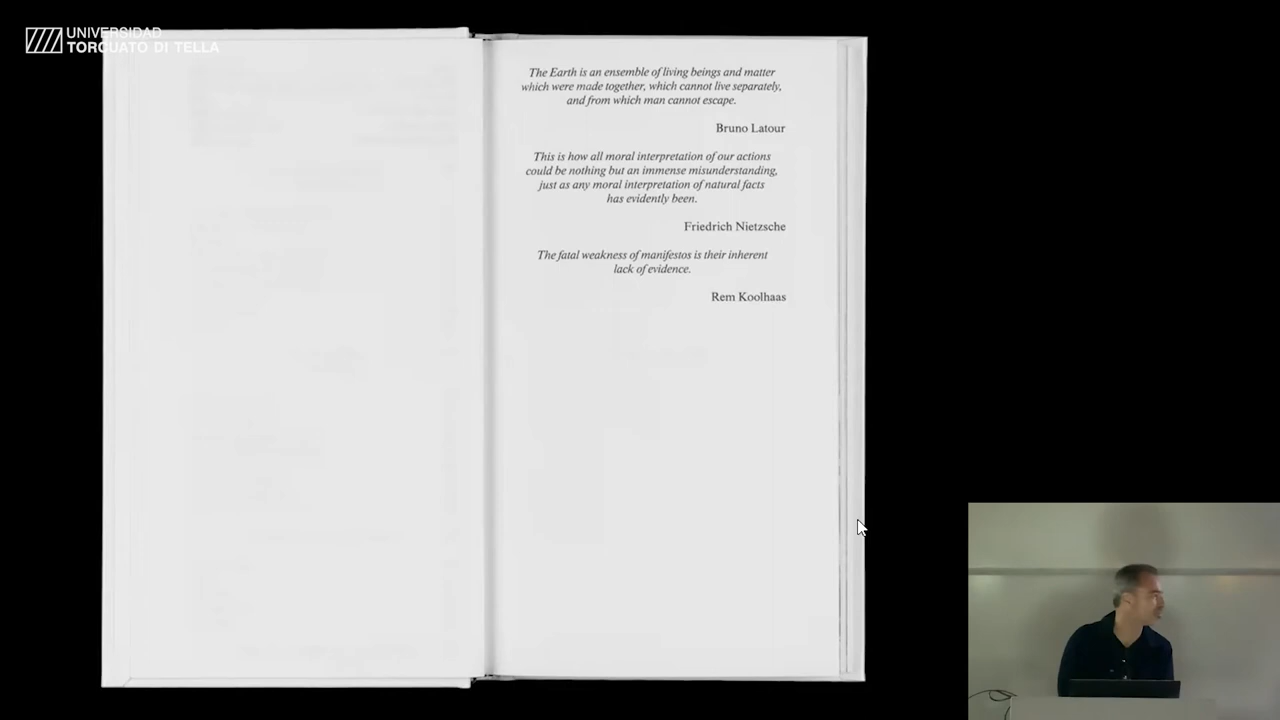 UNIVERSIDAD
TORCUATO DI TELLA
The Earth is an ensemble of living beings and matter
which were made together, which cannot live separately,
and from which man cannot escape.
Bruno Latour
This is how all moral interpretation of our actions
could be nothing but an immense misunderstanding,
just as any moral interpretation of natural facts
has evidently been.
Friedrich Nietzsche
The fatal weakness of manifestos is their inherent
lack of evidence.
Rem Koolhaas